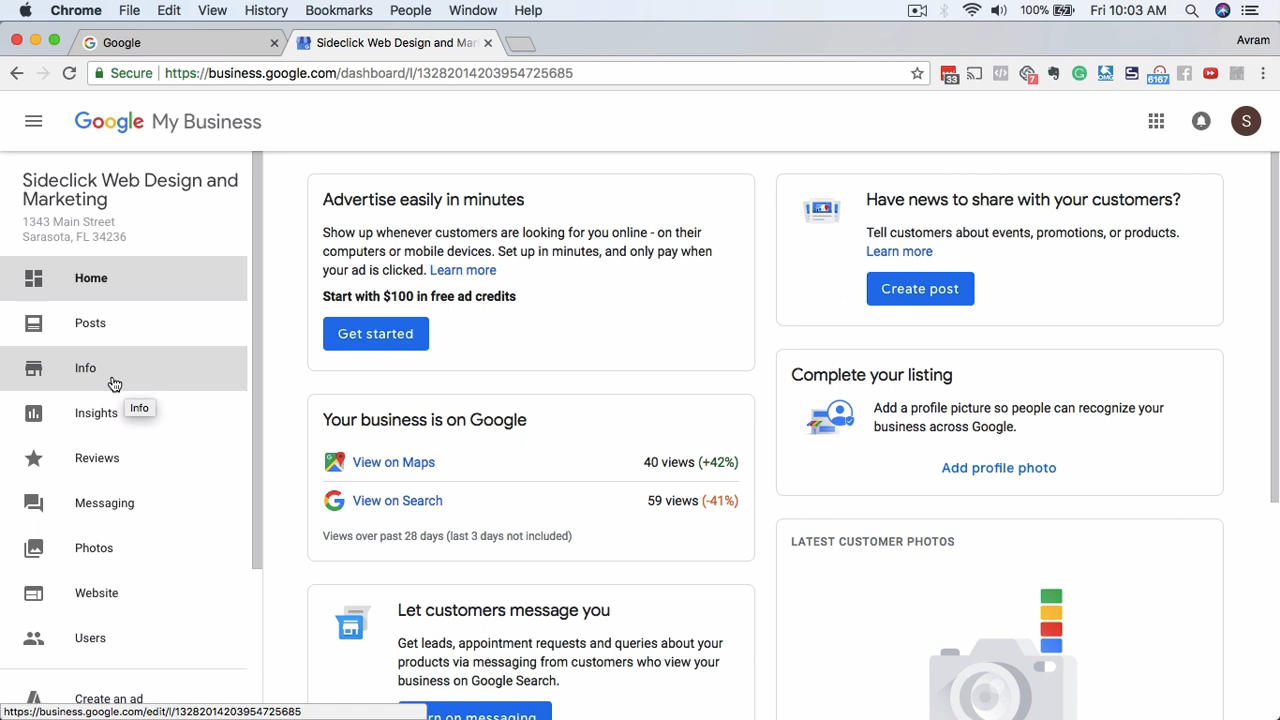 Chrome File Edit View History Bookmarks People Window Help 100% Fri 10:03 AM
Google Sideclick Web Design and Mar Avram
Secure https://business.google.com/dashboard/l/13282014203954725685 33 7 6167
Google My Business S
Sideclick Web Design and
Marketing
1343 Main Street
Sarasota, FL 34236
Home
Posts
Info
Info
Insights
Reviews
Messaging
Photos
Website
Users
Create an ad
https://business.google.com/edit/l/13282014203954725685
Advertise easily in minutes
Show up whenever customers are looking for you online - on their
computers or mobile devices. Set up in minutes, and only pay when
your ad is clicked. Learn more
Start with $100 in free ad credits
Get started
Your business is on Google
View on Maps 40 views (+42%)
View on Search 59 views (-41%)
Views over past 28 days (last 3 days not included)
Let customers message you
Get leads, appointment requests and queries about your
products via messaging from customers who view your
business on Google Search.
rn on messaging
Have news to share with your customers?
Tell customers about events, promotions, or products.
Learn more
Create post
Complete your listing
Add a profile picture so people can recognize your
business across Google.
Add profile photo
LATEST CUSTOMER PHOTOS